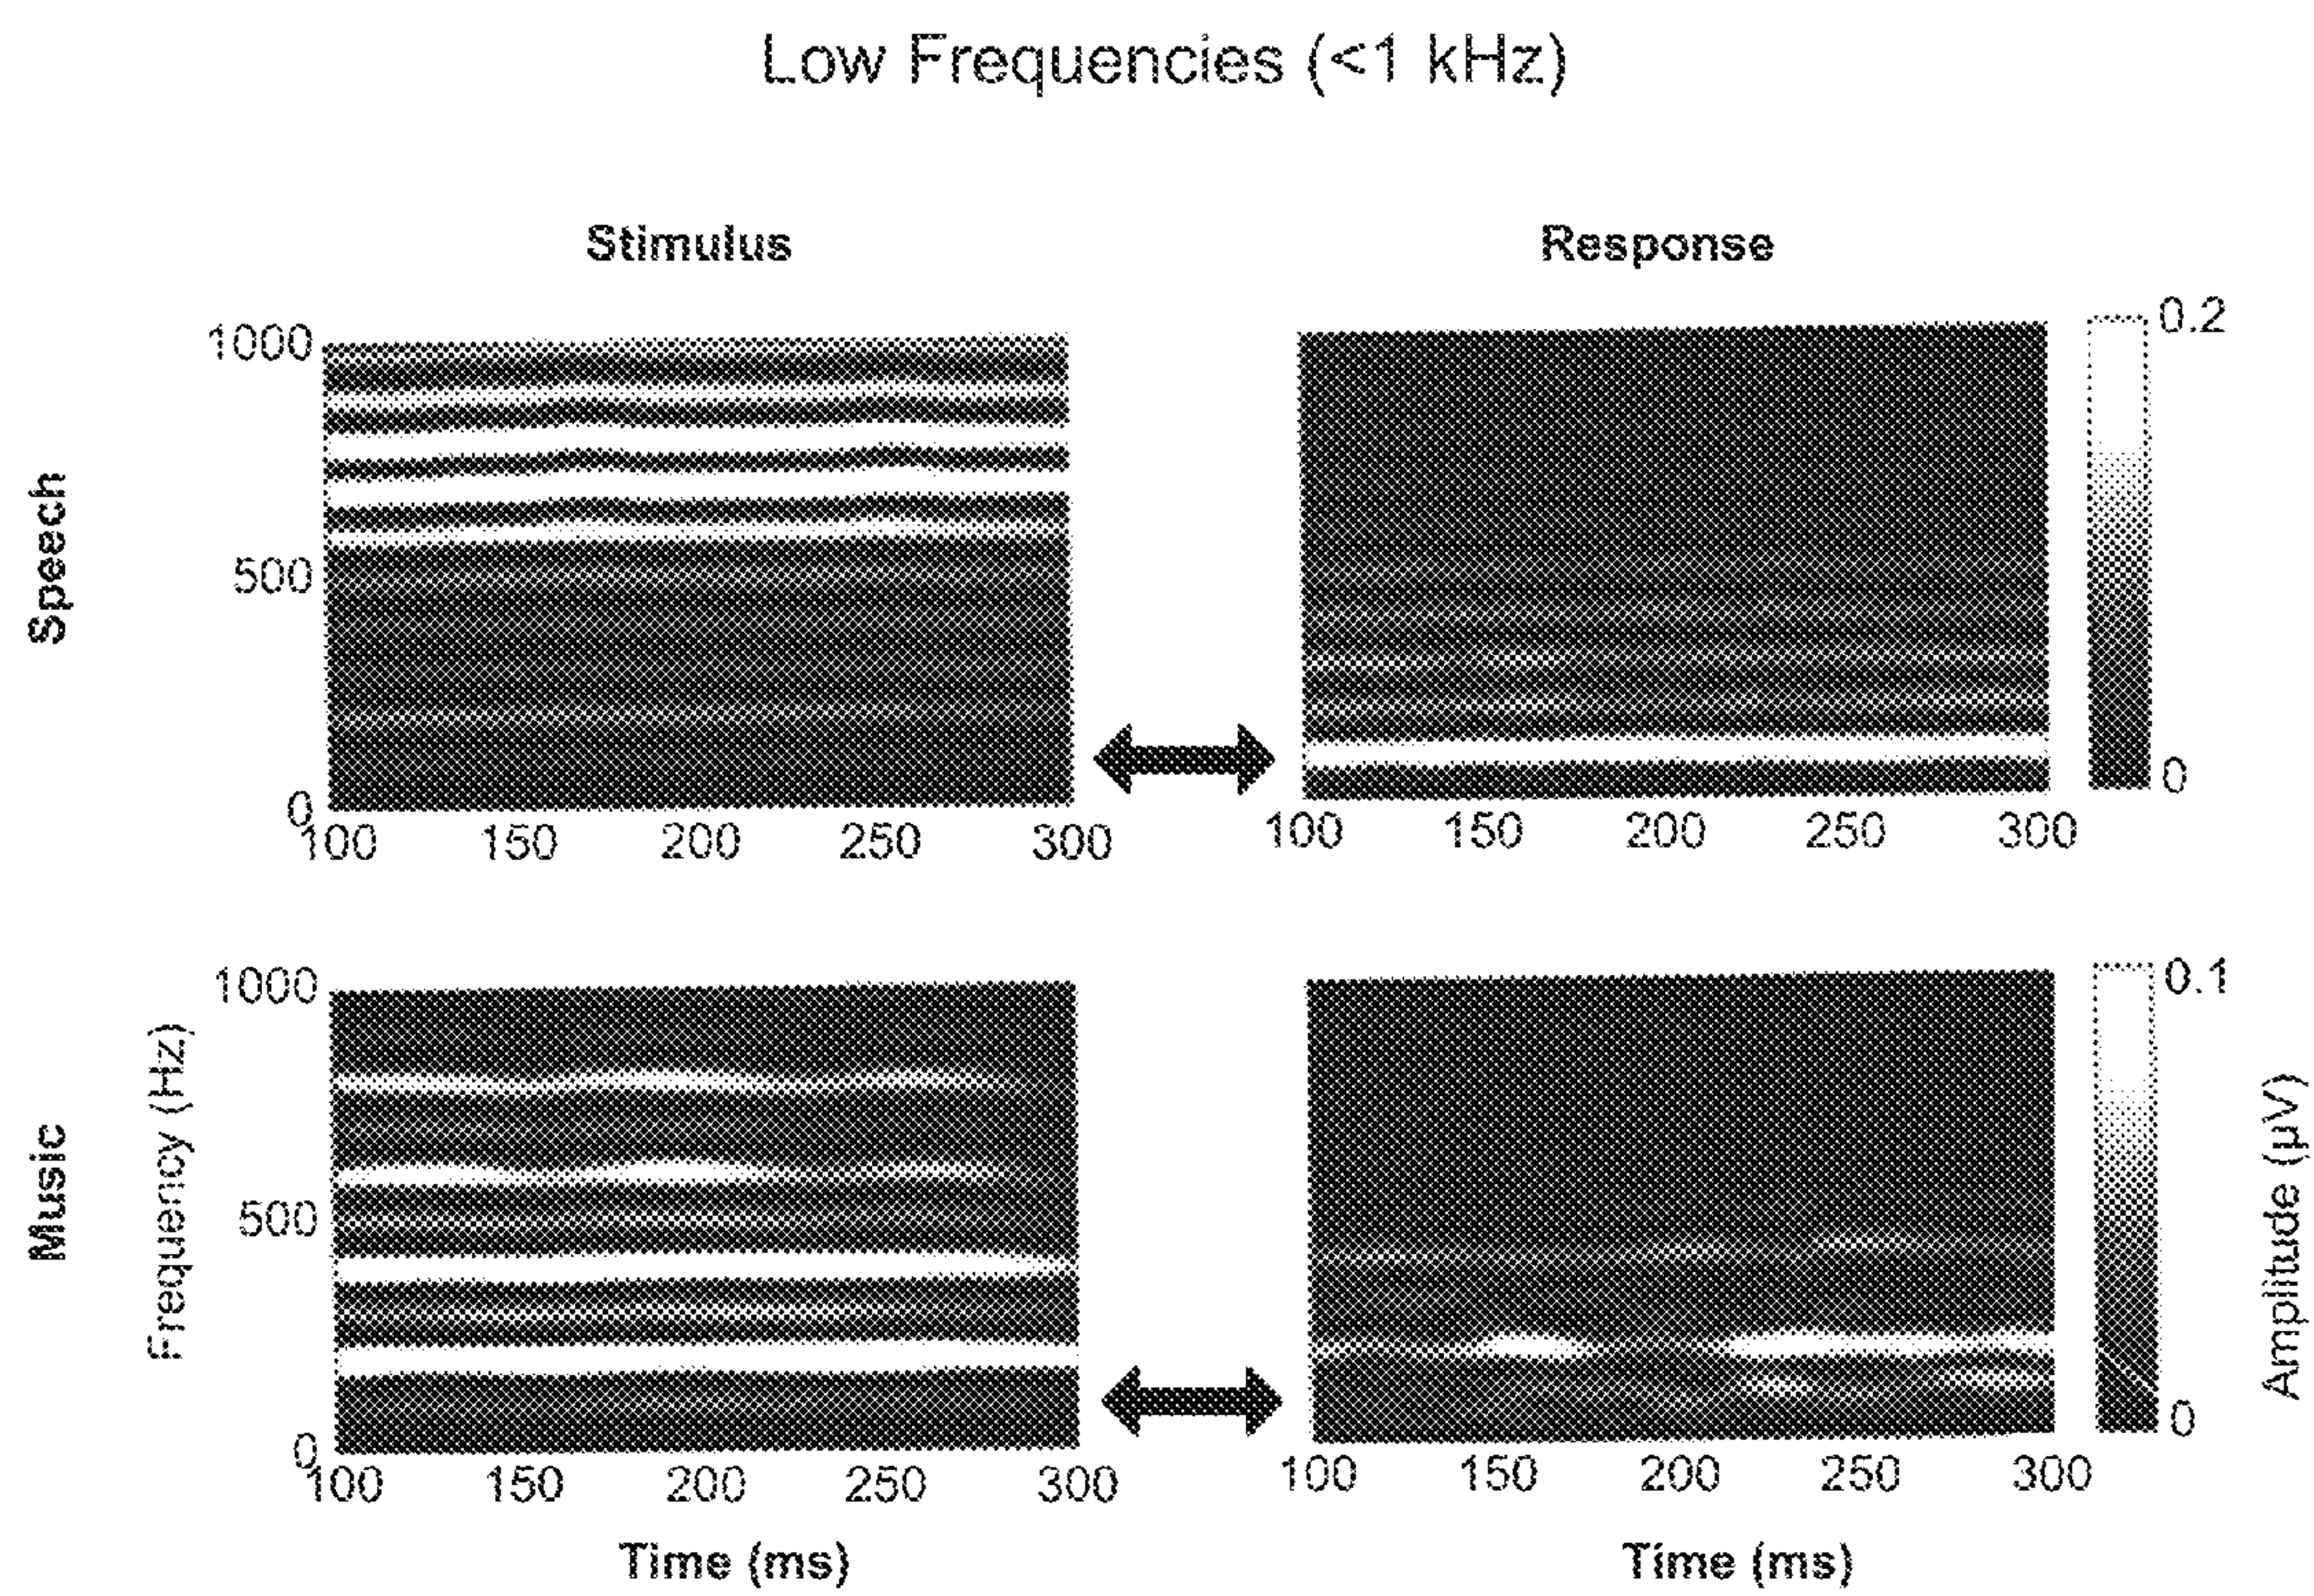 Low Frequencies (<1 kHz)
Stimulus
Response
Speech
1000
500
0
100 150 200 250 300
100 150 200 250 300
0.2
0
Music
Frequency (Hz)
1000
500
0
100 150 200 250 300
Time (ms)
100 150 200 250 300
Time (ms)
0.1
0
Amplitude (µV)